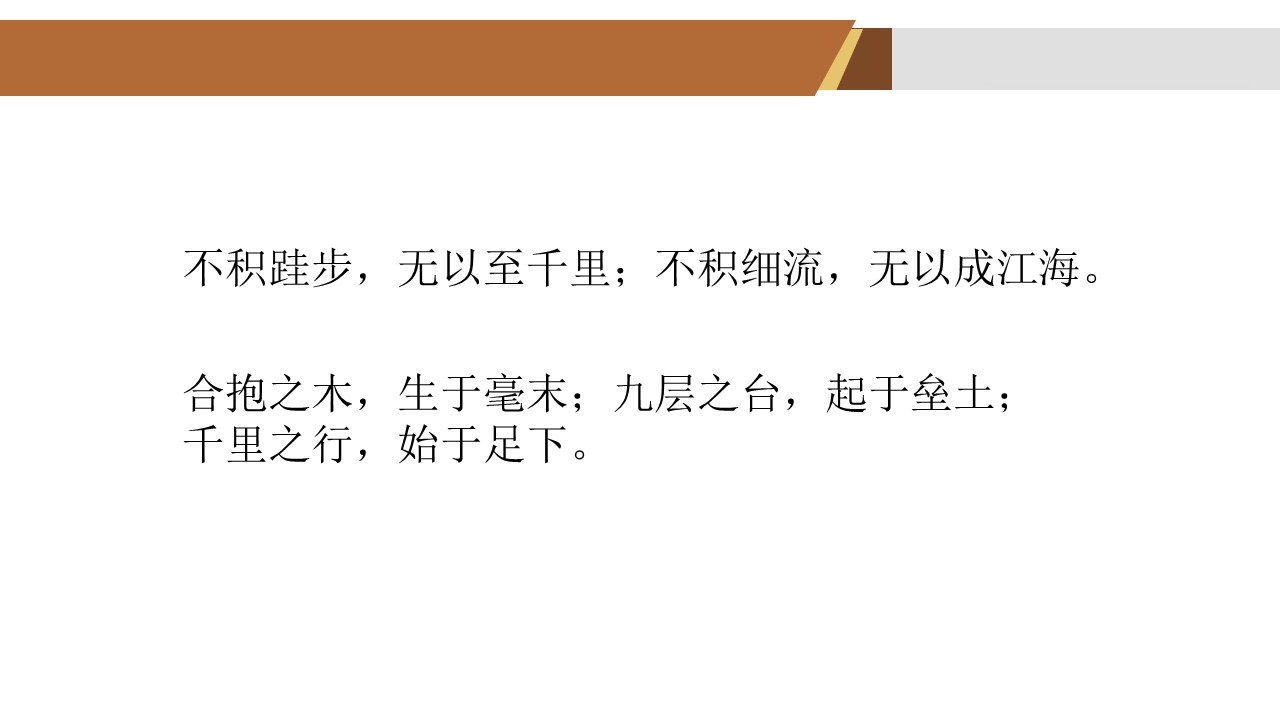 不积跬步，无以至千里；不积细流，无以成江海。
合抱之木，生于毫末；九层之台，起于垒土；
千里之行，始于足下。